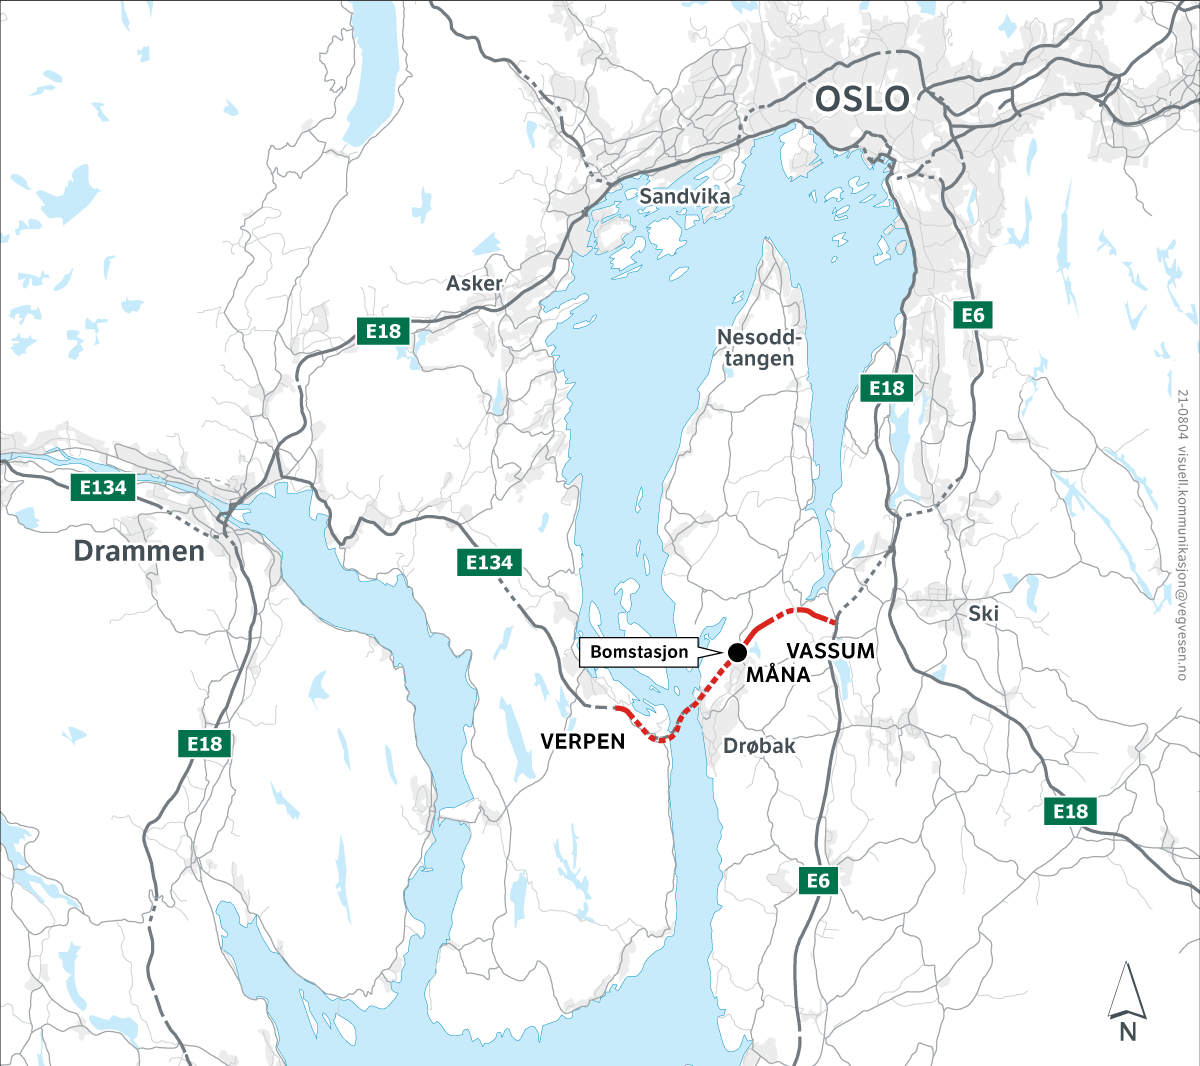 OSLO
Sandvika
Asker
E6
E18
Nesodd-
tangen
E18
21-0804 visuell.kommunikasjon@vegvesen.no
E134
Drammen
E134
Ski
Bomstasjon
VASSUM
MÅNA
VERPEN
Drøbak
E18
E18
E6
N